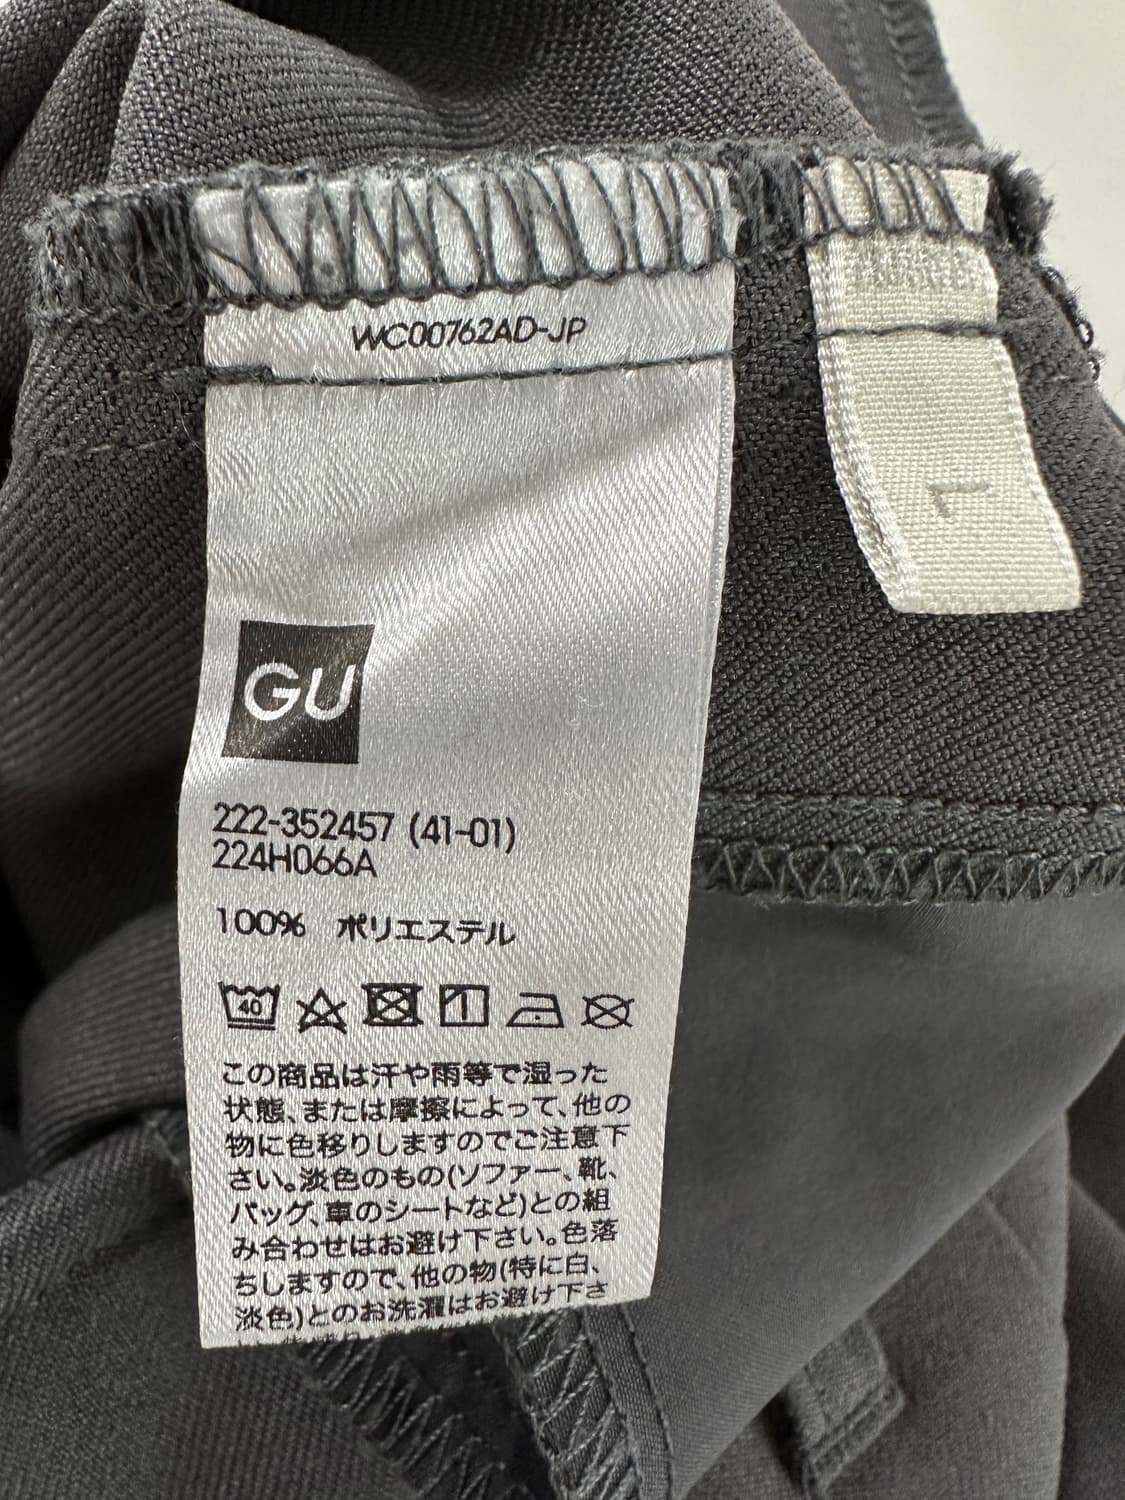 WC00762AD-JP
L
GU
222-352457 (41-01)
224H066A
100% ポリエステル
40
この商品は汗や雨等で湿った
状態、または摩擦によって、他の
物に色移りしますのでご注意下
さい。淡色のもの(ソファー、靴、
バッグ、車のシートなど)との組
み合わせはお避け下さい。色落
ちしますので、他の物(特に白、
淡色)とのお洗濯はお避け下さ